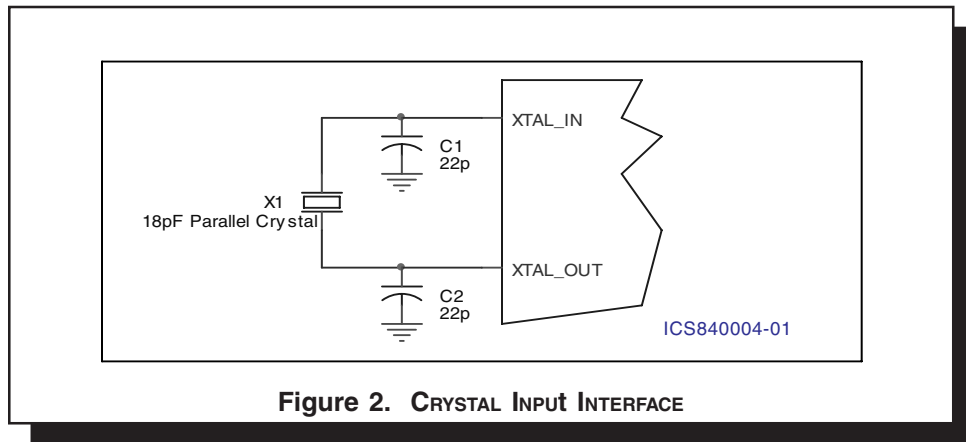 XTAL_IN
C1
22p
X1
18pF Parallel Crystal
XTAL_OUT
C2
22p
ICS840004-01
Figure 2. CRYSTAL INPUt INTERFACE